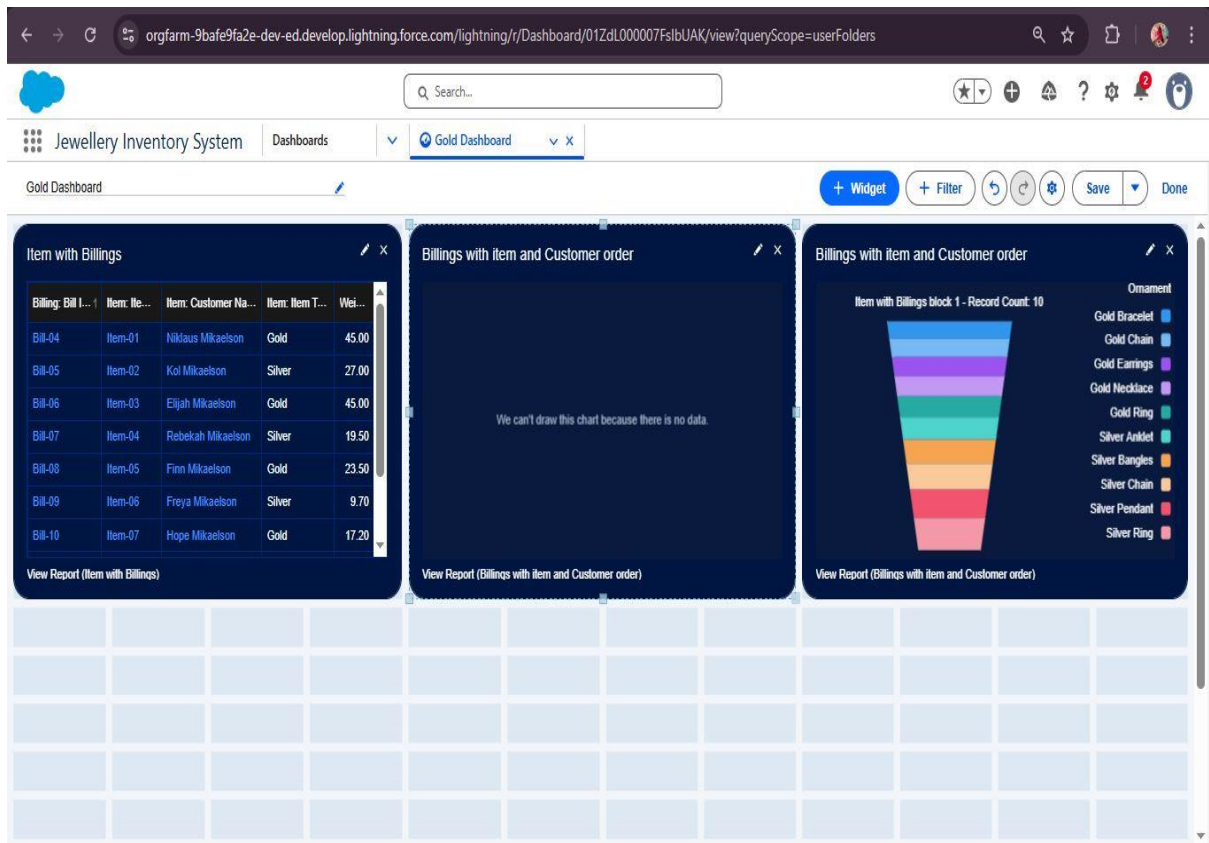 orgfarm-9bafe9fa2e-dev-ed.develop.lightning.force.com/lightning/r/Dashboard/01ZdL000007FsIbUAK/view?queryScope=userFolders
Search...
2
Jewellery Inventory System Dashboards Gold Dashboard
Gold Dashboard + Widget + Filter Save Done
Item with Billings
Billing: Bill I... Item: Ite... Item: Customer Na... Item: Item T... Wei...
Bill-04 Item-01 Niklaus Mikaelson Gold 45.00
Bill-05 Item-02 Kol Mikaelson Silver 27.00
Bill-06 Item-03 Elijah Mikaelson Gold 45.00
Bill-07 Item-04 Rebekah Mikaelson Silver 19.50
Bill-08 Item-05 Finn Mikaelson Gold 23.50
Bill-09 Item-06 Freya Mikaelson Silver 9.70
Bill-10 Item-07 Hope Mikaelson Gold 17.20
View Report (Item with Billings)
Billings with item and Customer order
We can't draw this chart because there is no data.
View Report (Billings with item and Customer order)
Billings with item and Customer order
Item with Billings block 1 - Record Count: 10
Ornament
Gold Bracelet
Gold Chain
Gold Earrings
Gold Necklace
Gold Ring
Silver Anklet
Silver Bangles
Silver Chain
Silver Pendant
Silver Ring
View Report (Billings with item and Customer order)